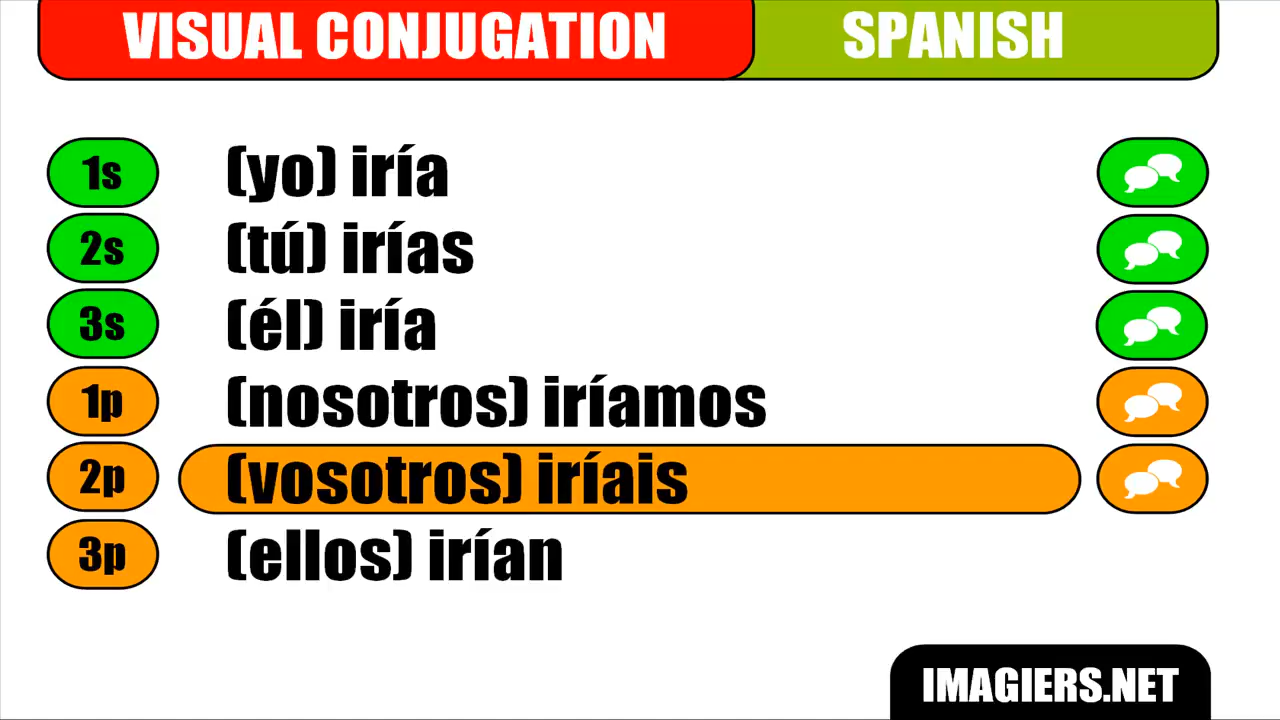 VISUAL CONJUGATION SPANISH
1s (yo) iría
2s (tú) irías
3s (él) iría
1p (nosotros) iríamos
2p (vosotros) iríais
3p (ellos) irían
IMAGIERS.NET